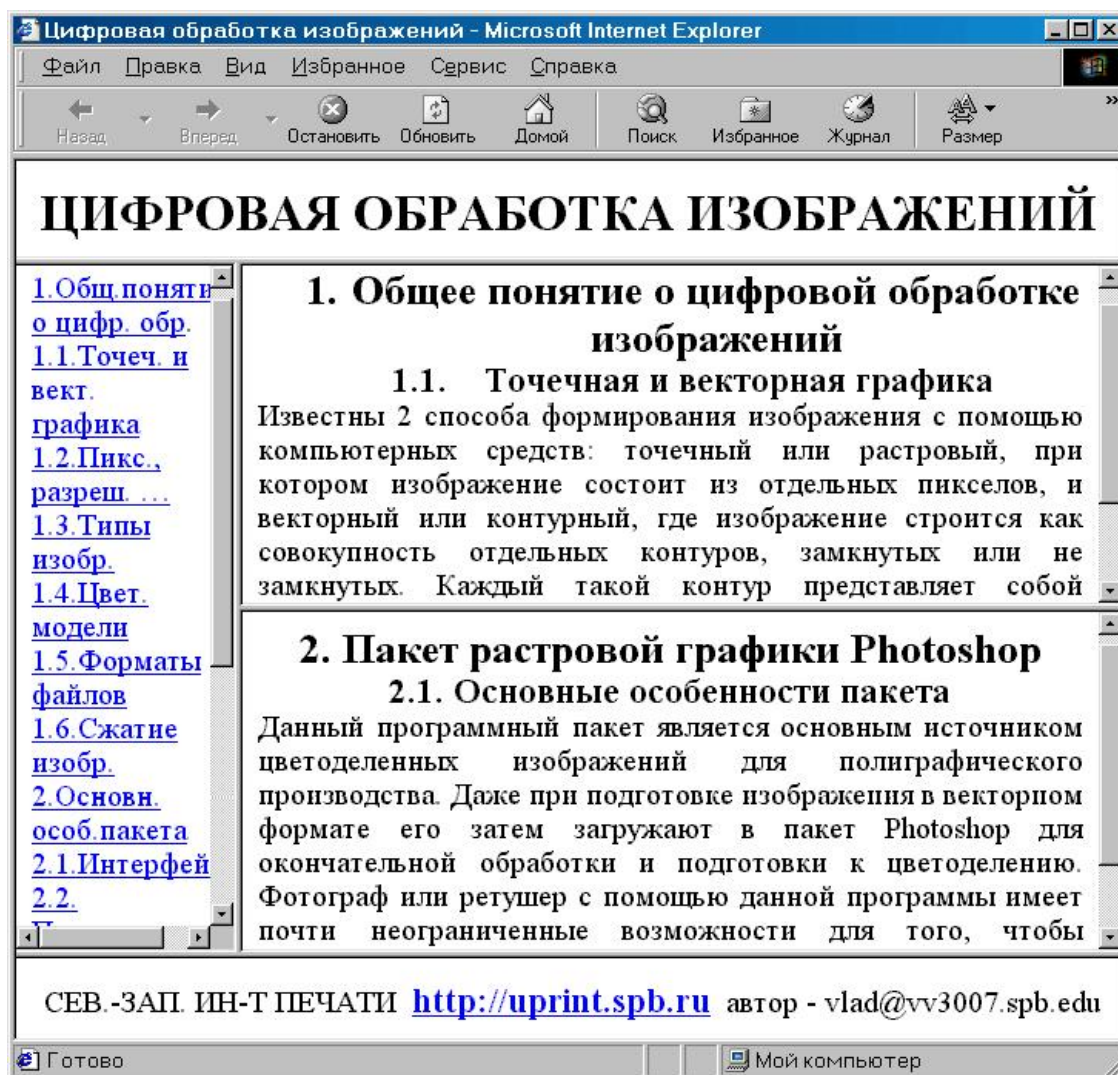 Цифровая обработка изображений - Microsoft Internet Explorer
Файл Правка Вид Избранное Сервис Справка
Назад Вперед Остановить Обновить Домой Поиск Избранное Журнал Размер »
ЦИФРОВАЯ ОБРАБОТКА ИЗОБРАЖЕНИЙ
1.Общ.поняти
о цифр. обр.
1.1.Точеч. и
вект.
графика
1.2.Пикс.,
разреш. …
1.3.Типы
изобр.
1.4.Цвет.
модели
1.5.Форматы
файлов
1.6.Сжатие
изобр.
2.Основн.
особ.пакета
2.1.Интерфей
2.2.
1. Общее понятие о цифровой обработке
изображений
1.1. Точечная и векторная графика
Известны 2 способа формирования изображения с помощью
компьютерных средств: точечный или растровый, при
котором изображение состоит из отдельных пикселов, и
векторный или контурный, где изображение строится как
совокупность отдельных контуров, замкнутых или не
замкнутых. Каждый такой контур представляет собой
2. Пакет растровой графики Photoshop
2.1. Основные особенности пакета
Данный программный пакет является основным источником
цветоделенных изображений для полиграфического
производства. Даже при подготовке изображения в векторном
формате его затем загружают в пакет Photoshop для
окончательной обработки и подготовки к цветоделению.
Фотограф или ретушер с помощью данной программы имеет
почти неограниченные возможности для того, чтобы
СЕВ.-ЗАП. ИН-Т ПЕЧАТИ http://uprint.spb.ru автор - vlad@vv3007.spb.edu
Готово Мой компьютер